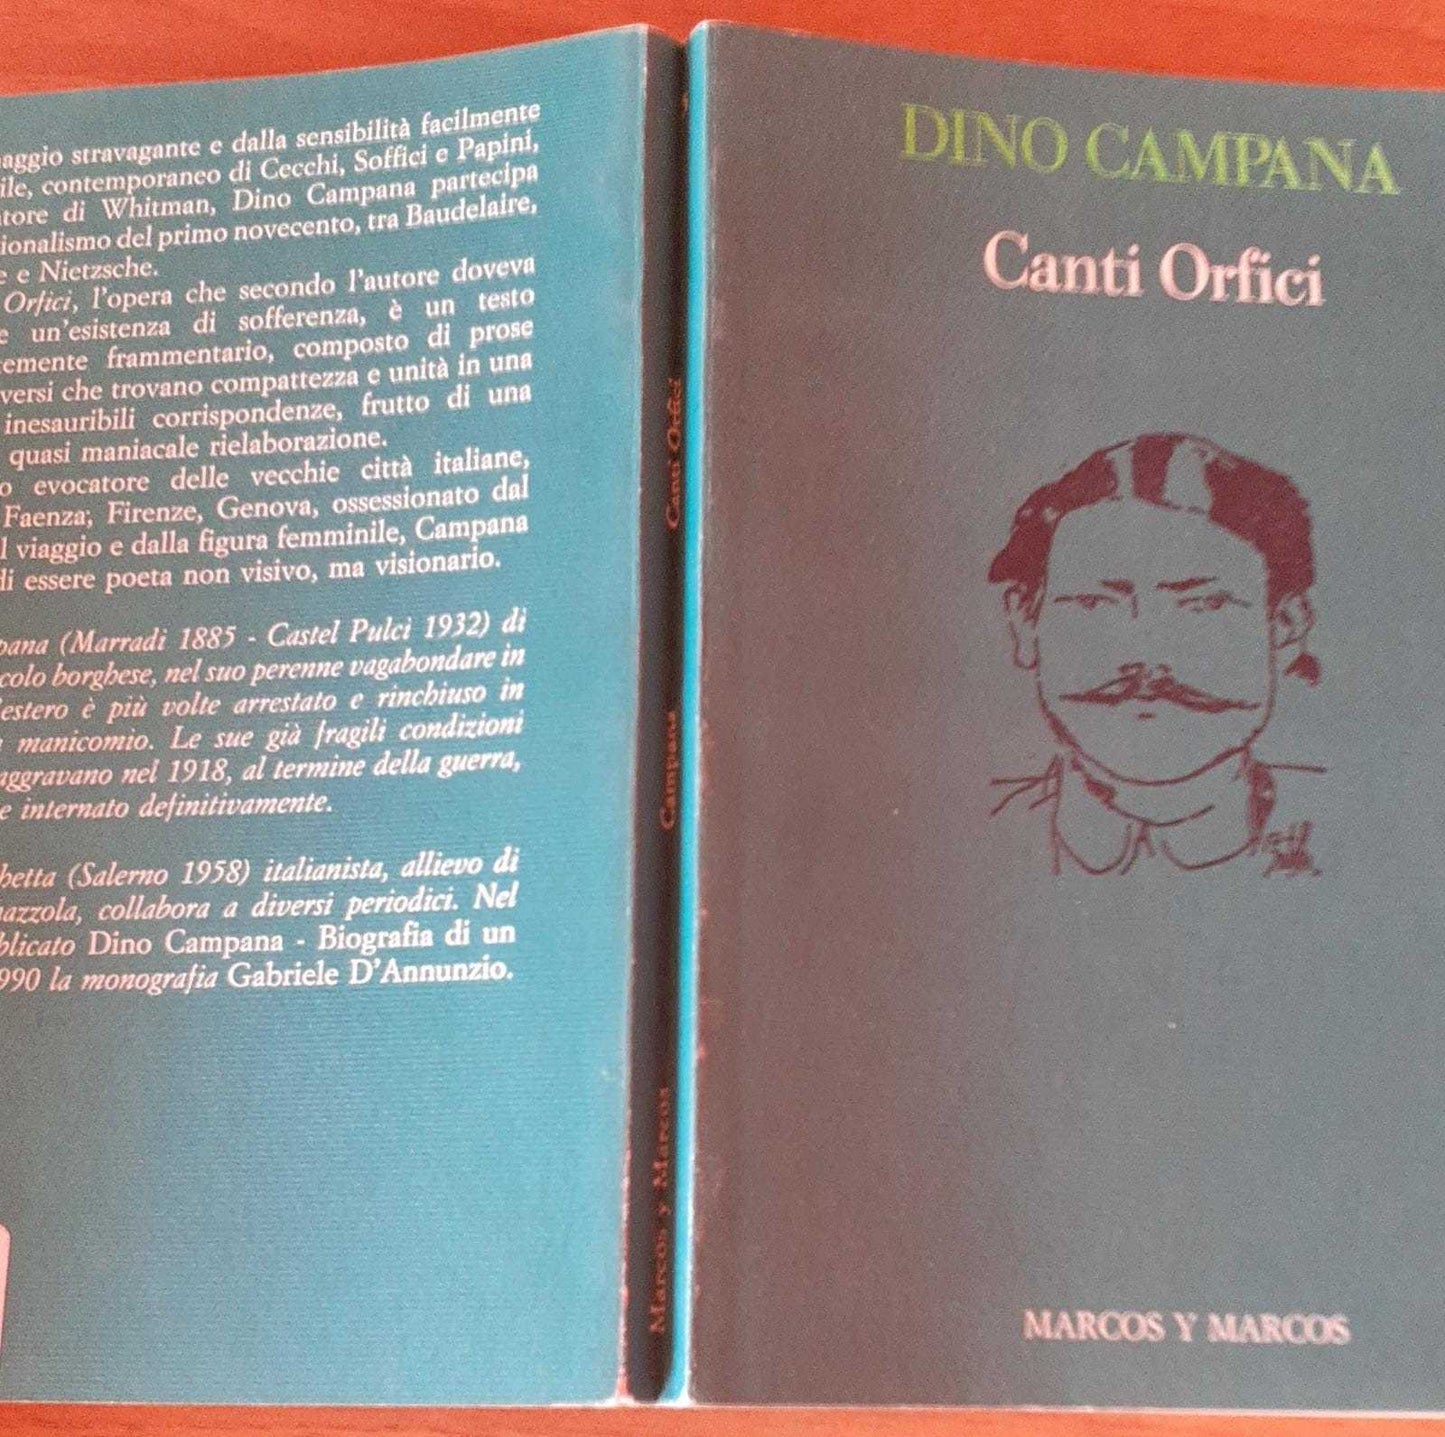 aggio stravagante e dalla sensibilità facilmente
ile, contemporaneo di Cecchi, Soffici e Papini,
tore di Whitman, Dino Campana partecipa
ionalismo del primo novecento, tra Baudelaire,
e e Nietzsche.
Orfici, l'opera che secondo l'autore doveva
e un'esistenza di sofferenza, è un testo
temente frammentario, composto di prose
versi che trovano compattezza e unità in una
inesauribili corrispondenze, frutto di una
quasi maniacale rielaborazione.
o evocatore delle vecchie città italiane,
Faenza; Firenze, Genova, ossessionato dal
l viaggio e dalla figura femminile, Campana
di essere poeta non visivo, ma visionario.
pana (Marradi 1885 - Castel Pulci 1932) di
colo borghese, nel suo perenne vagabondare in
'estero è più volte arrestato e rinchiuso in
manicomio. Le sue già fragili condizioni
aggravano nel 1918, al termine della guerra,
e internato definitivamente.
hetta (Salerno 1958) italianista, allievo di
azzola, collabora a diversi periodici. Nel
blicato Dino Campana - Biografia di un
990 la monografia Gabriele D'Annunzio.
Marcos y Marcos Campana Canti Orfici
DINO CAMPANA
Canti Orfici
MARCOS Y MARCOS